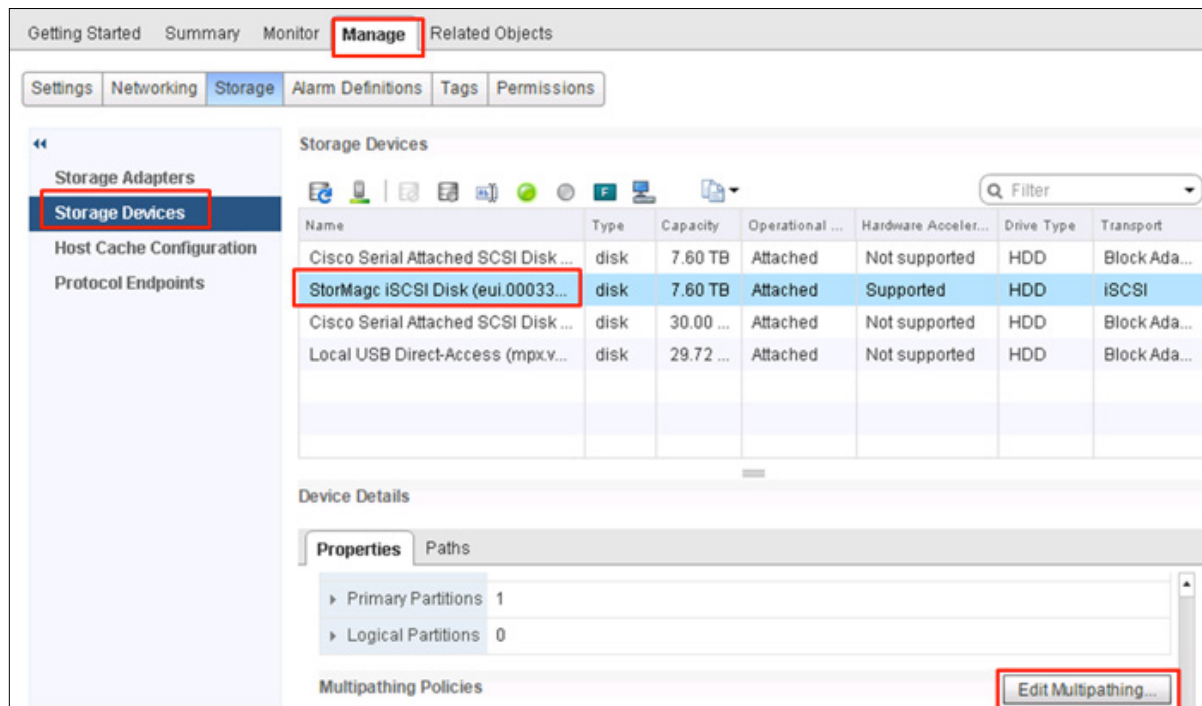 Getting Started Summary Monitor Manage Related Objects
Settings Networking Storage Alarm Definitions Tags Permissions
Storage Adapters
Storage Devices
Host Cache Configuration
Protocol Endpoints
Storage Devices
Filter
Name Type Capacity Operational ... Hardware Acceler... Drive Type Transport
Cisco Serial Attached SCSI Disk ... disk 7.60 TB Attached Not supported HDD Block Ada...
StorMagc iSCSI Disk (eui.00033... disk 7.60 TB Attached Supported HDD iSCSI
Cisco Serial Attached SCSI Disk ... disk 30.00 ... Attached Not supported HDD Block Ada...
Local USB Direct-Access (mpx.v... disk 29.72 ... Attached Not supported HDD Block Ada...
Device Details
Properties Paths
Primary Partitions 1
Logical Partitions 0
Multipathing Policies Edit Multipathing...